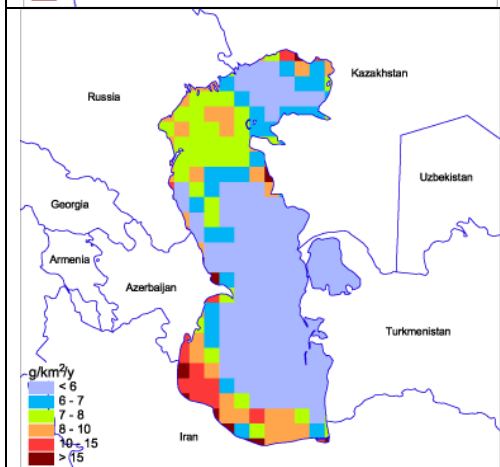 Kazakhstan
Russia
Uzbekistan
Georgia
Armenia
Azerbaijan
Turkmenistan
g/km²/y
< 6
6 - 7
7 - 8
8 - 10
10 - 15
> 15
Iran